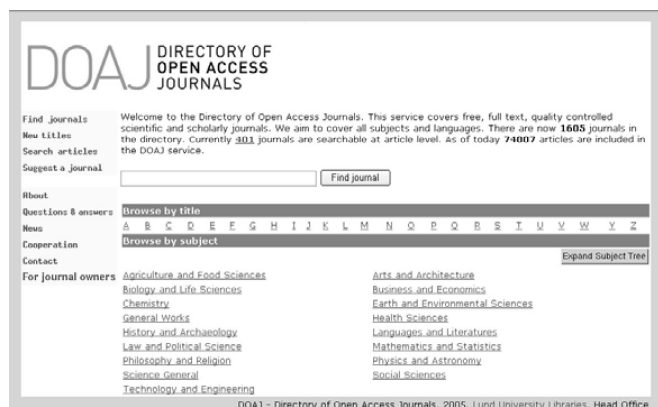 DOAJ DIRECTORY OF
OPEN ACCESS
JOURNALS
Find journals
New titles
Search articles
Suggest a journal
About
Questions & answers
News
Cooperation
Contact
For journal owners
Welcome to the Directory of Open Access Journals. This service covers free, full text, quality controlled
scientific and scholarly journals. We aim to cover all subjects and languages. There are now 1605 journals in
the directory. Currently 401 journals are searchable at article level. As of today 74007 articles are included in
the DOAJ service.
Find journal
Browse by title
A B C D E F G H I J K L M N O P Q R S T U V W Y Z
Browse by subject
Expand Subject Tree
Agriculture and Food Sciences
Biology and Life Sciences
Chemistry
General Works
History and Archaeology
Law and Political Science
Philosophy and Religion
Science General
Technology and Engineering
Arts and Architecture
Business and Economics
Earth and Environmental Sciences
Health Sciences
Languages and Literatures
Mathematics and Statistics
Physics and Astronomy
Social Sciences
DOAJ - Directory of Open Access Journals, 2005, Lund University Libraries, Head Office